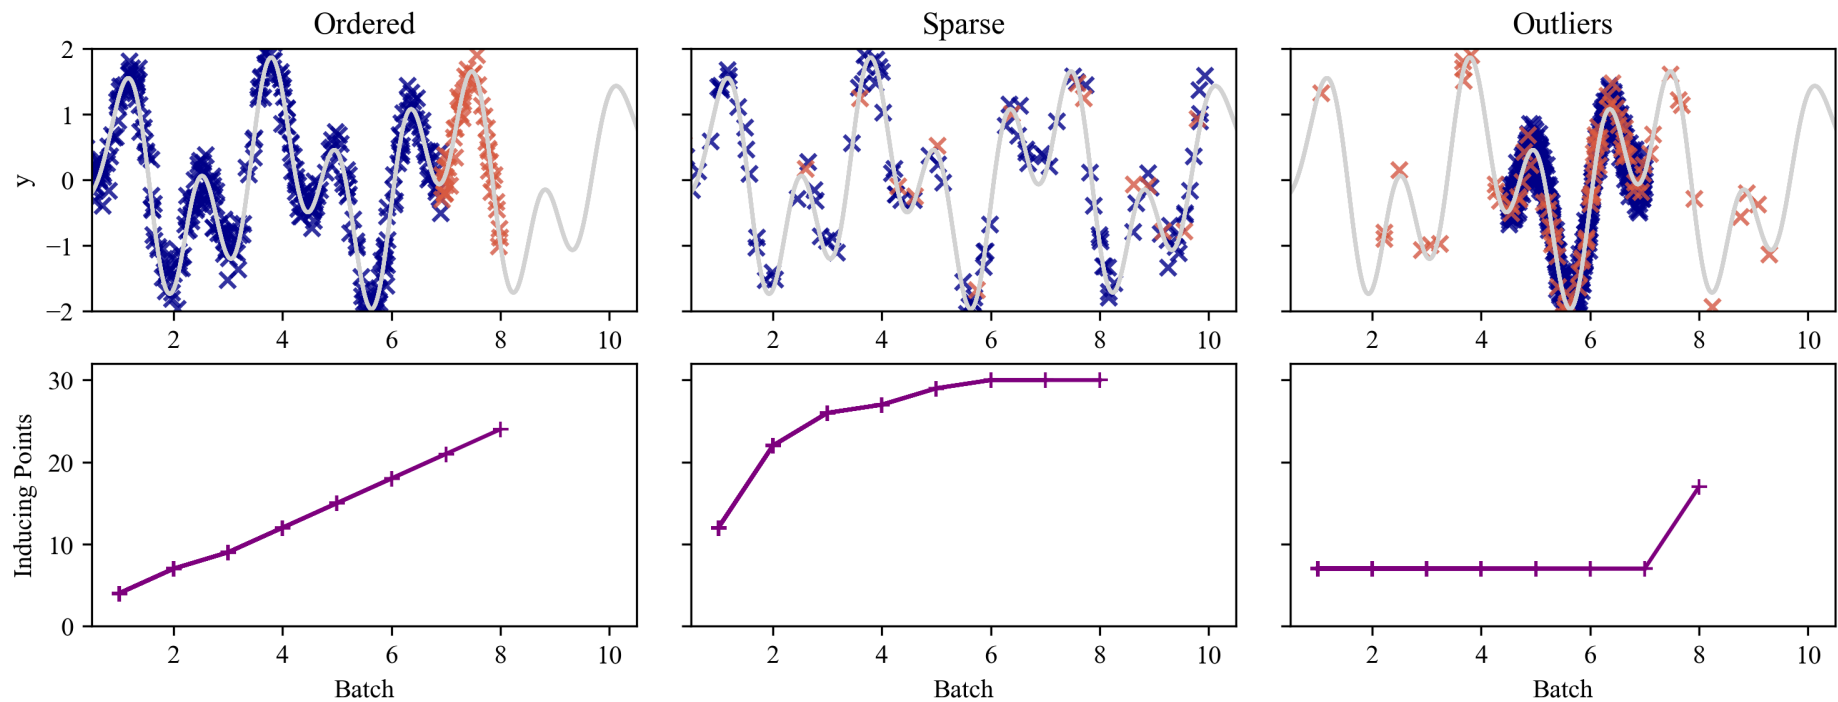 Ordered Sparse Outliers
2
1
0
−1
−2
y
2 4 6 8 10
2 4 6 8 10
2 4 6 8 10
30
20
10
0
Inducing Points
2 4 6 8 10
2 4 6 8 10
2 4 6 8 10
Batch Batch Batch